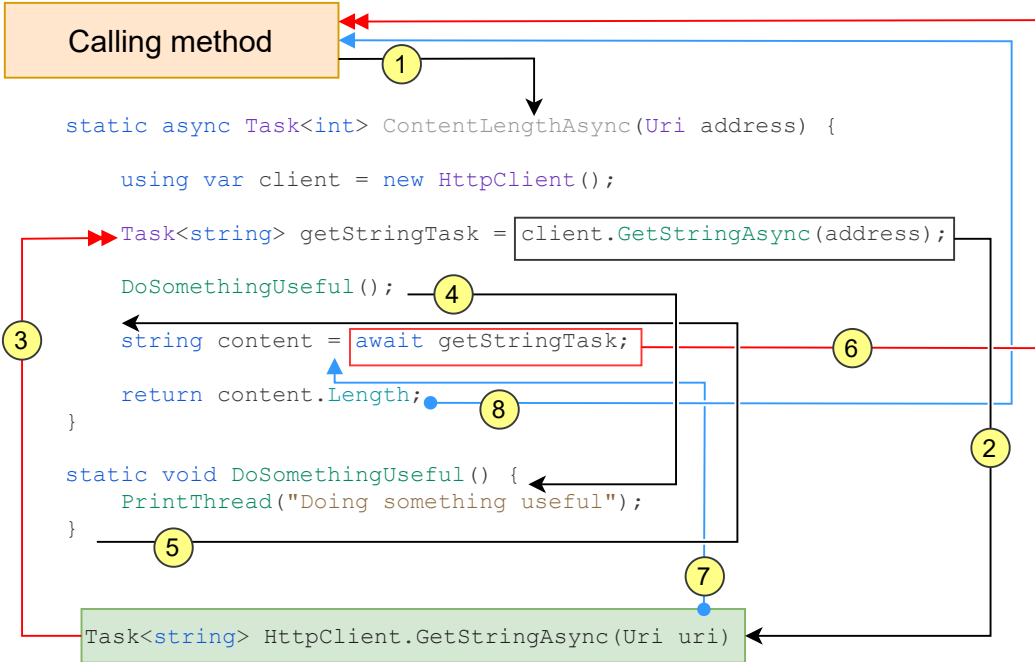 Calling method
1
static async Task<int> ContentLengthAsync(Uri address) {
using var client = new HttpClient();
Task<string> getStringTask = client.GetStringAsync(address);
DoSomethingUseful();
4
3
string content = await getStringTask;
6
return content.Length;
8
}
2
static void DoSomethingUseful() {
PrintThread("Doing something useful");
}
5
7
Task<string> HttpClient.GetStringAsync(Uri uri)